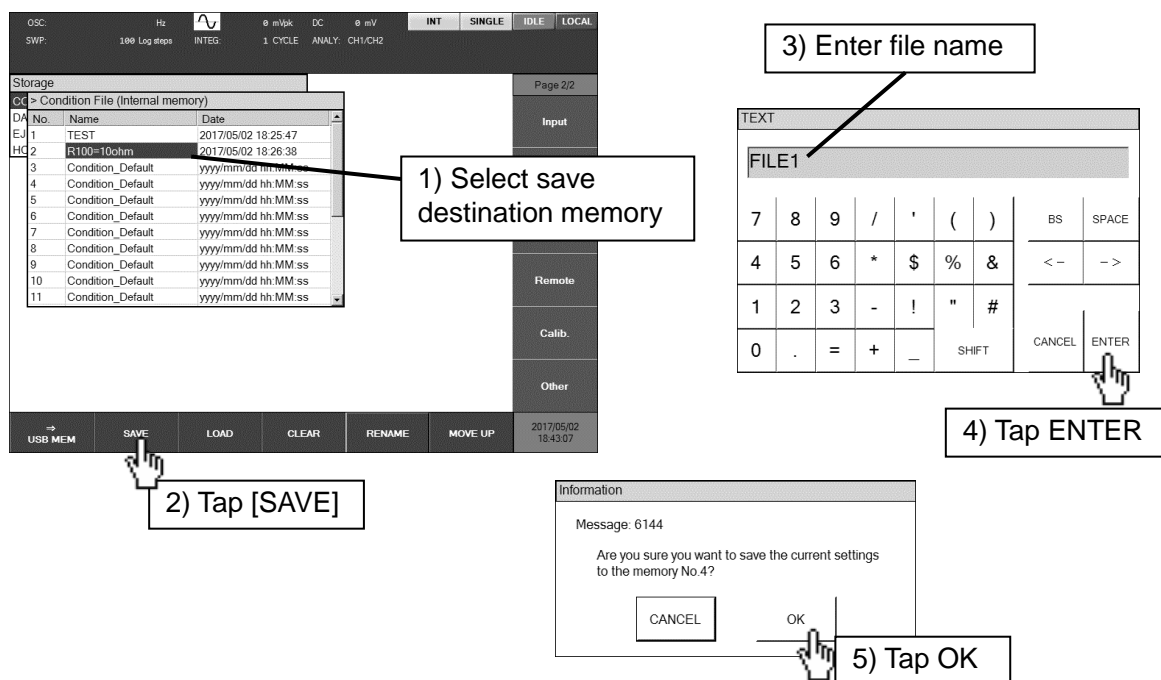 OSC: Hz 0 mVpk DC 0 mV INT SINGLE IDLE LOCAL
SWP: 100 Log steps INTEG: 1 CYCLE ANALY: CH1/CH2
Storage
Page 2/2
> Condition File (Internal memory)
No. Name Date
1 TEST 2017/05/02 18:25:47
2 R100=10ohm 2017/05/02 18:26:38
3 Condition_Default yyyy/mm/dd hh:MM:ss
4 Condition_Default yyyy/mm/dd hh:MM:ss
5 Condition_Default yyyy/mm/dd hh:MM:ss
6 Condition_Default yyyy/mm/dd hh:MM:ss
7 Condition_Default yyyy/mm/dd hh:MM:ss
8 Condition_Default yyyy/mm/dd hh:MM:ss
9 Condition_Default yyyy/mm/dd hh:MM:ss
10 Condition_Default yyyy/mm/dd hh:MM:ss
11 Condition_Default yyyy/mm/dd hh:MM:ss
Input
Remote
Calib.
Other
⇒
USB MEM SAVE LOAD CLEAR RENAME MOVE UP
2017/05/02
18:43:07
1) Select save
destination memory
2) Tap [SAVE]
3) Enter file name
TEXT
FILE1
7 8 9 / ' ( ) BS SPACE
4 5 6 * $ % & <- ->
1 2 3 - ! " #
0 . = + _ SHIFT CANCEL ENTER
4) Tap ENTER
Information
Message: 6144
Are you sure you want to save the current settings
to the memory No.4?
CANCEL OK
5) Tap OK